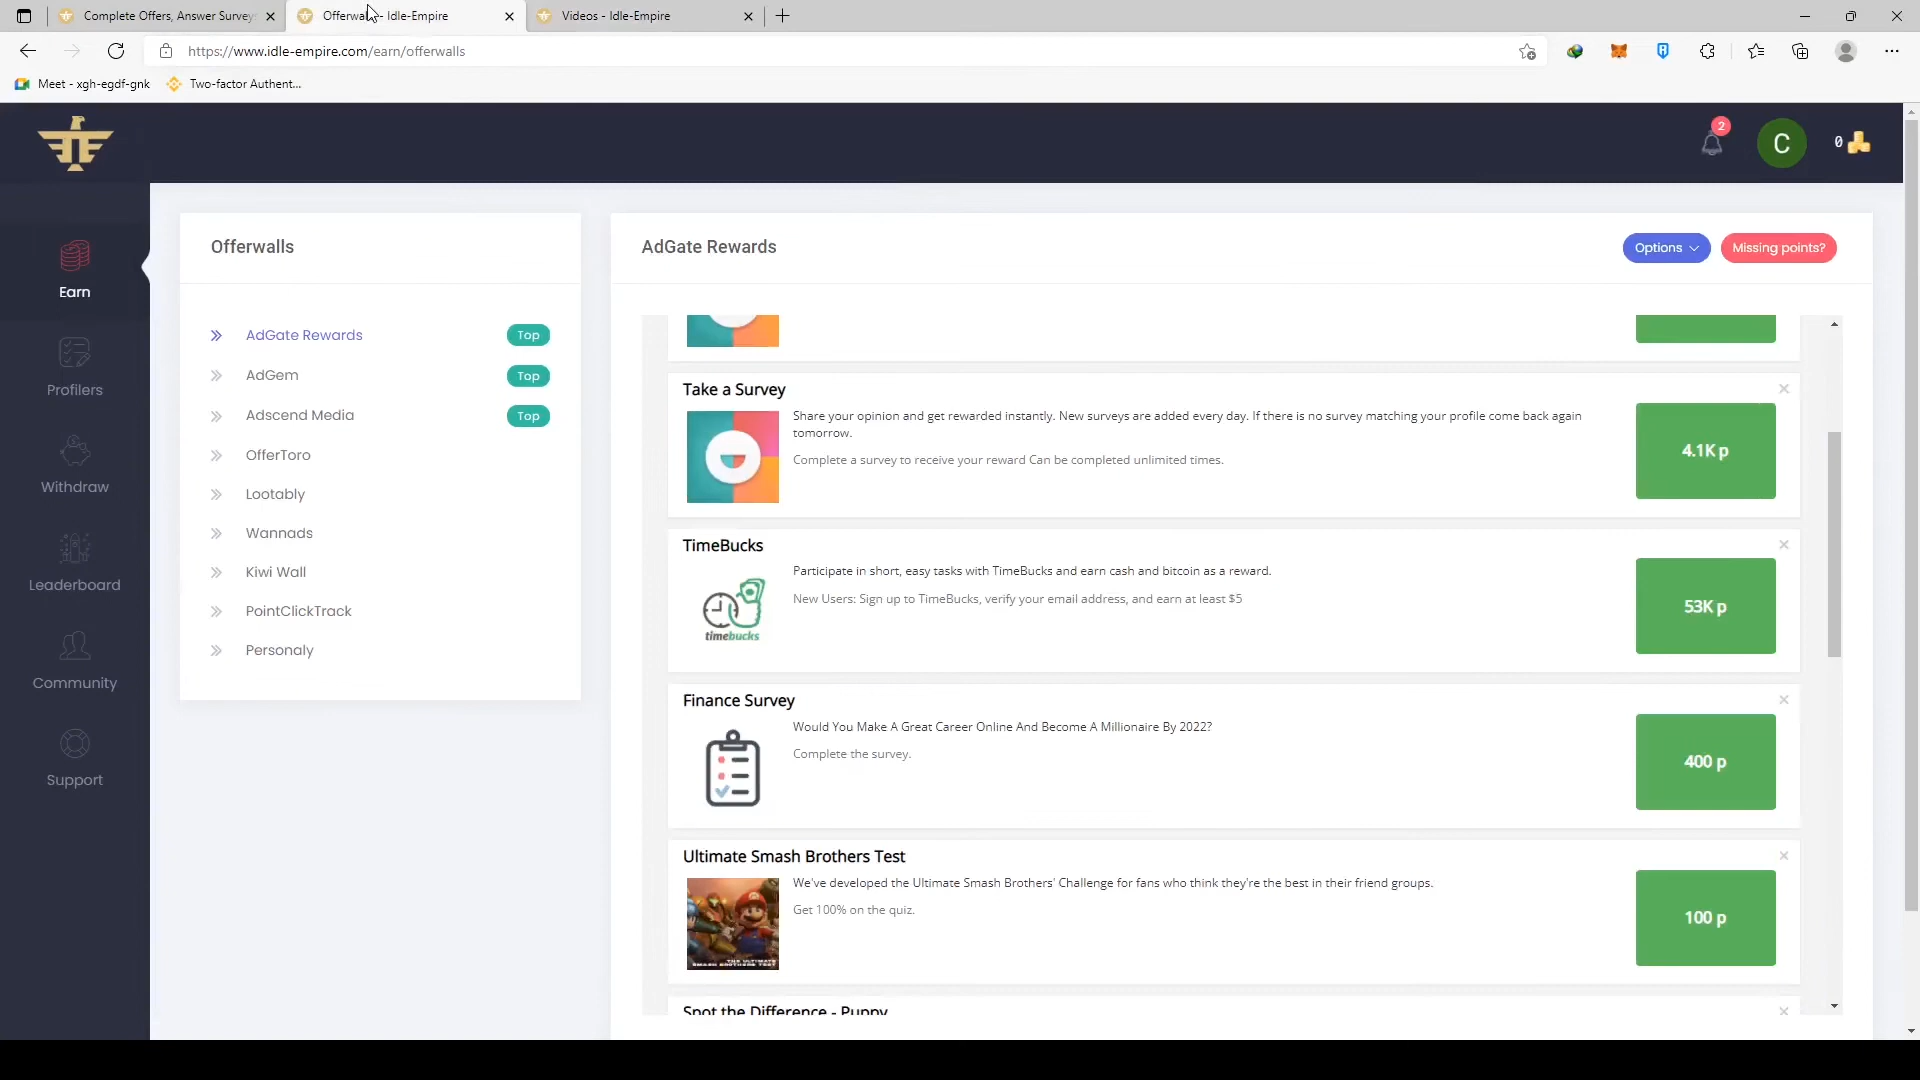 Complete Offers, Answer Survey
Offerwalls - Idle-Empire
Videos - Idle-Empire
https://www.idle-empire.com/earn/offerwalls
Meet - xgh-egdf-gnk
Two-factor Authent...
2
C
0
Earn
Profilers
Withdraw
Leaderboard
Community
Support
Offerwalls
AdGate Rewards Top
AdGem Top
Adscend Media Top
OfferToro
Lootably
Wannads
Kiwi Wall
PointClickTrack
Personaly
AdGate Rewards
Options
Missing points?
Take a Survey
Share your opinion and get rewarded instantly. New surveys are added every day. If there is no survey matching your profile come back again
tomorrow.
Complete a survey to receive your reward Can be completed unlimited times.
4.1K p
TimeBucks
Participate in short, easy tasks with TimeBucks and earn cash and bitcoin as a reward.
New Users: Sign up to TimeBucks, verify your email address, and earn at least $5
timebucks
53K p
Finance Survey
Would You Make A Great Career Online And Become A Millionaire By 2022?
Complete the survey.
400 p
Ultimate Smash Brothers Test
We've developed the Ultimate Smash Brothers' Challenge for fans who think they're the best in their friend groups.
Get 100% on the quiz.
THE ULTIMATE
SMASH BROTHERS TEST
100 p
Spot the Difference - Puppy